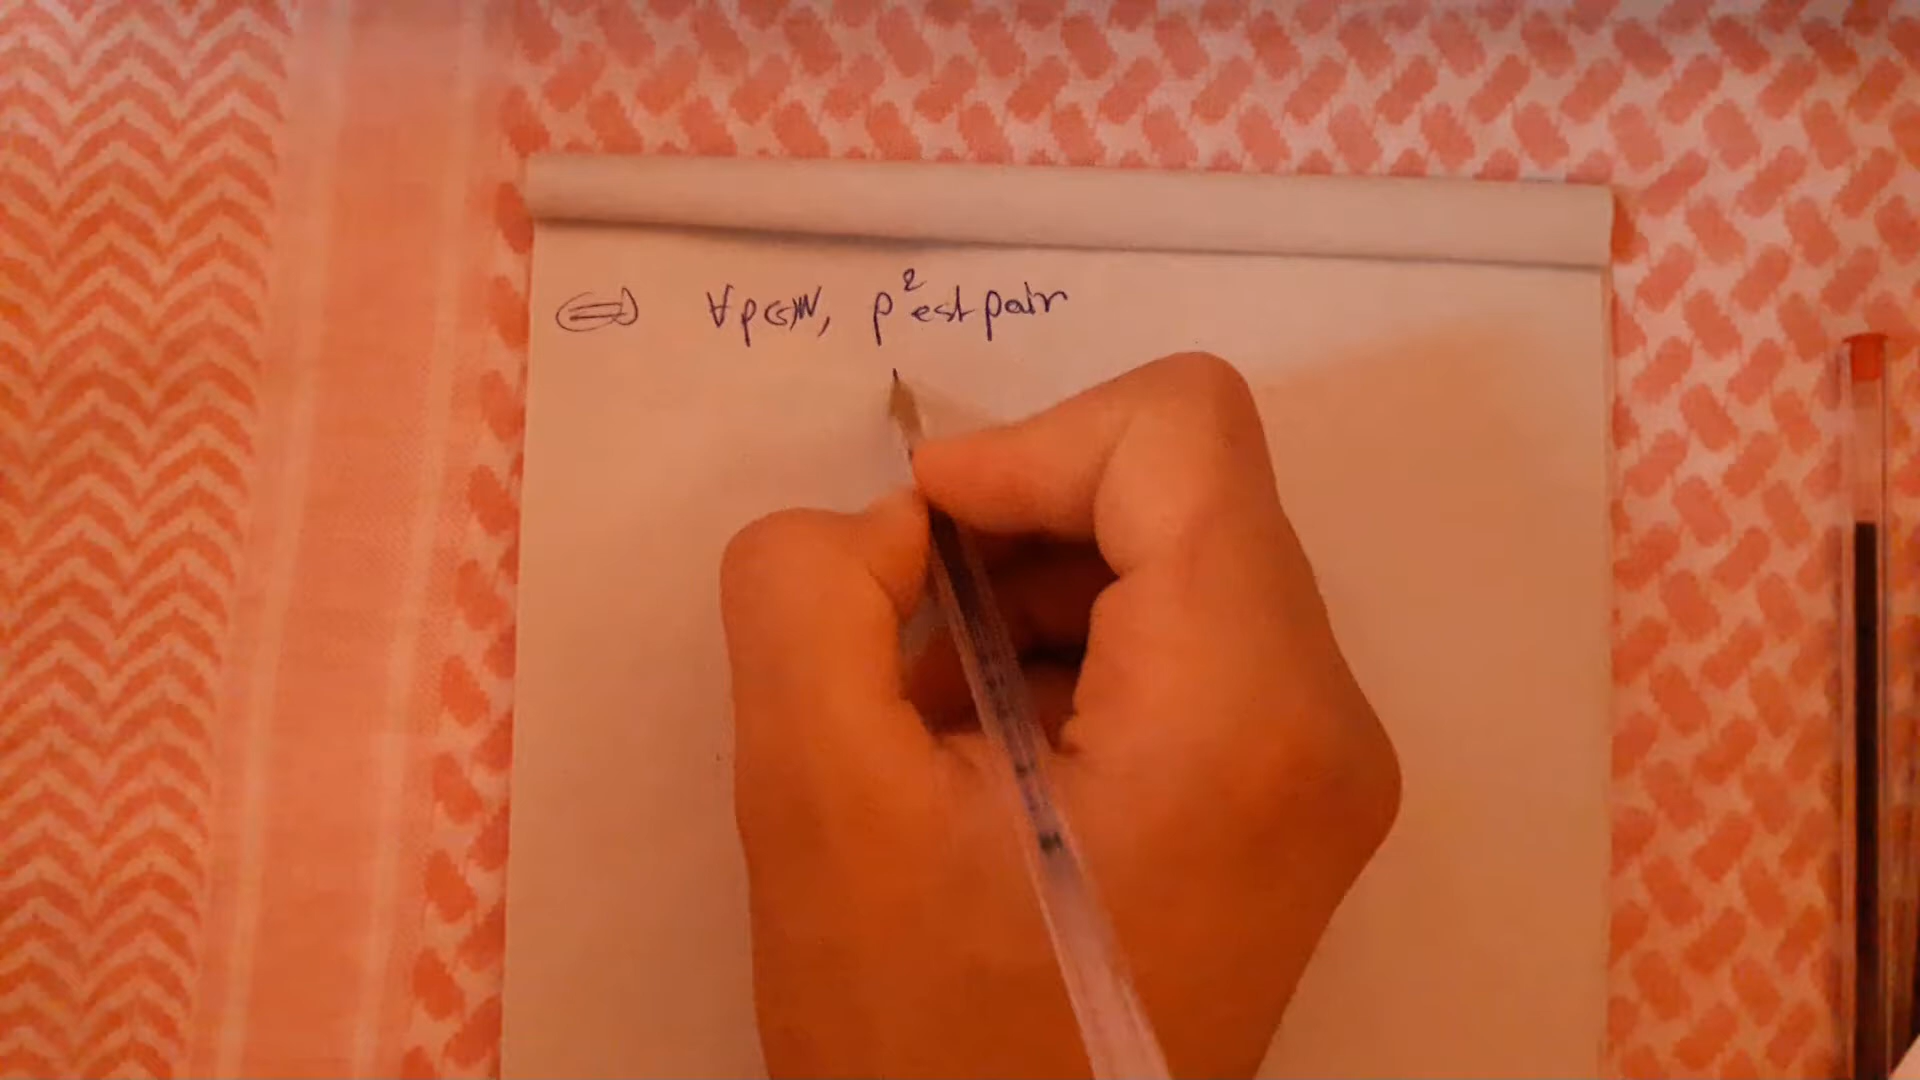 ⇒ ∀p∈ℕ, p² est pair